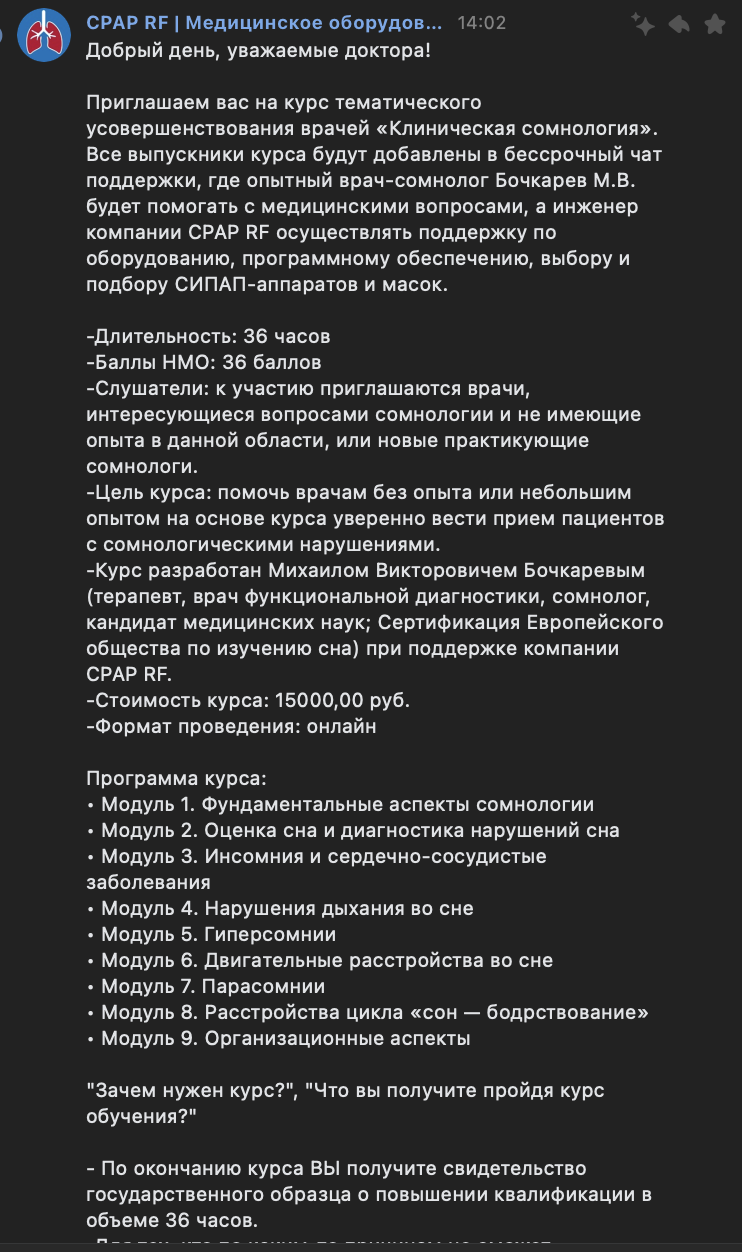 CPAP RF | Медицинское оборудов... 14:02
Добрый день, уважаемые доктора!
Приглашаем вас на курс тематического
усовершенствования врачей «Клиническая сомнология».
Все выпускники курса будут добавлены в бессрочный чат
поддержки, где опытный врач-сомнолог Бочкарев М.В.
будет помогать с медицинскими вопросами, а инженер
компании CPAP RF осуществлять поддержку по
оборудованию, программному обеспечению, выбору и
подбору СИПАП-аппаратов и масок.
-Длительность: 36 часов
-Баллы НМО: 36 баллов
-Слушатели: к участию приглашаются врачи,
интересующиеся вопросами сомнологии и не имеющие
опыта в данной области, или новые практикующие
сомнологи.
-Цель курса: помочь врачам без опыта или небольшим
опытом на основе курса уверенно вести прием пациентов
с сомнологическими нарушениями.
-Курс разработан Михаилом Викторовичем Бочкаревым
(терапевт, врач функциональной диагностики, сомнолог,
кандидат медицинских наук; Сертификация Европейского
общества по изучению сна) при поддержке компании
CPAP RF.
-Стоимость курса: 15000,00 руб.
-Формат проведения: онлайн
Программа курса:
• Модуль 1. Фундаментальные аспекты сомнологии
• Модуль 2. Оценка сна и диагностика нарушений сна
• Модуль 3. Инсомния и сердечно-сосудистые
заболевания
• Модуль 4. Нарушения дыхания во сне
• Модуль 5. Гиперсомнии
• Модуль 6. Двигательные расстройства во сне
• Модуль 7. Парасомнии
• Модуль 8. Расстройства цикла «сон — бодрствование»
• Модуль 9. Организационные аспекты
"Зачем нужен курс?", "Что вы получите пройдя курс
обучения?"
- По окончанию курса ВЫ получите свидетельство
государственного образца о повышении квалификации в
объеме 36 часов.